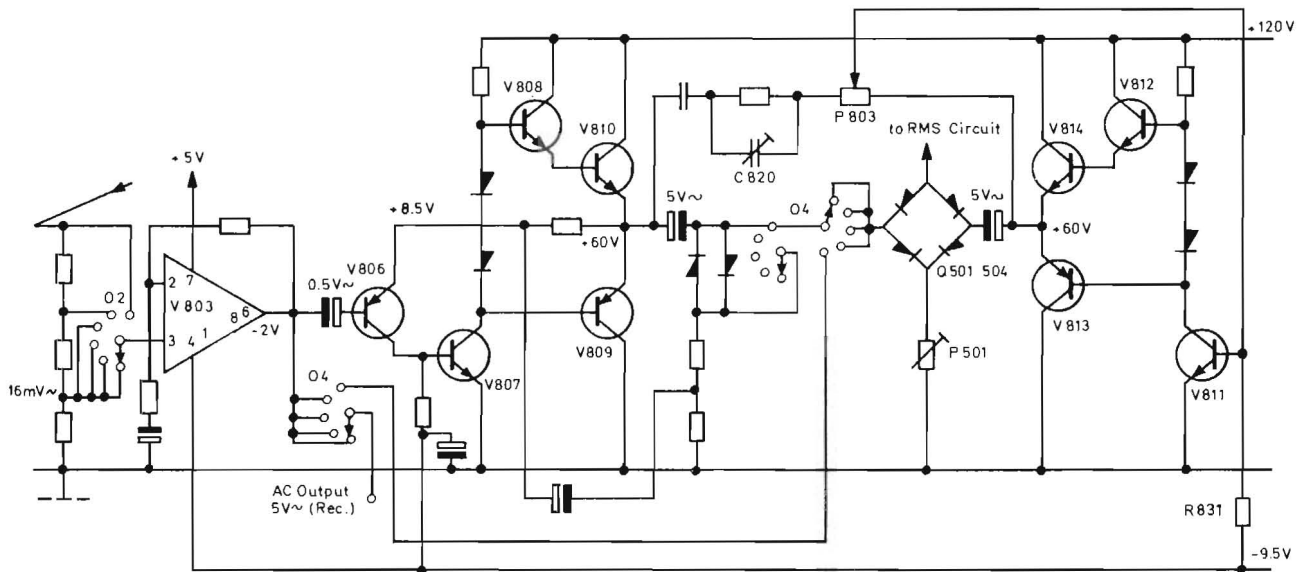 +120V
V808
V812
V810
P803
to RMS Circuit
V814
+5V
C820
5V~
O4
5V~
+8.5V
+60V
+60V
O2
2
7
V803
8
6
3
4
1
-2V
0.5V~
V806
Q501 504
V809
V813
P501
V807
V811
16mV~
O4
AC Output
5V~(Rec.)
R831
-9.5V